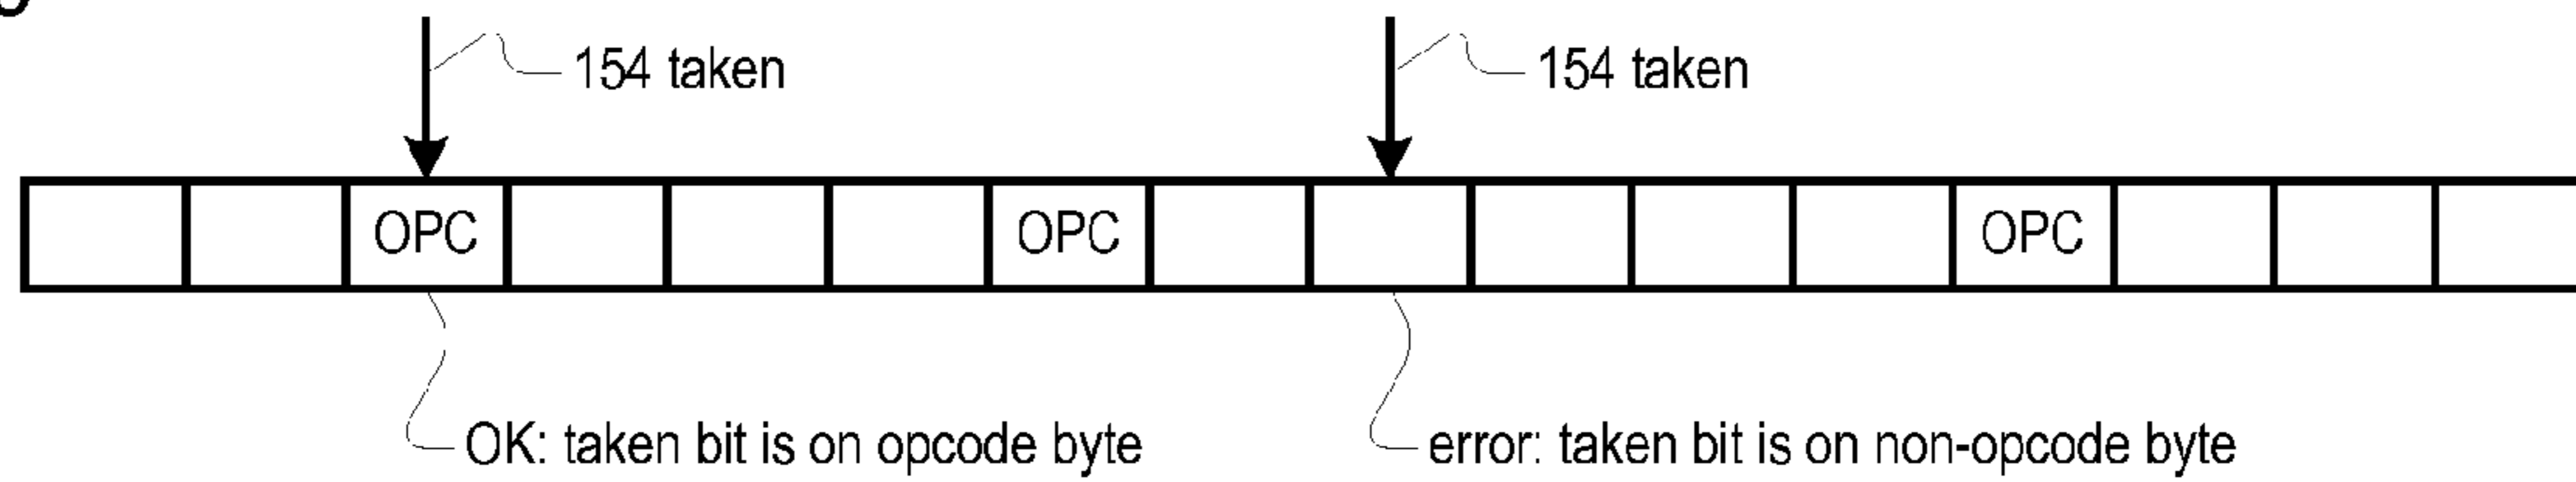 154 taken
154 taken
OPC
OPC
OPC
OK: taken bit is on opcode byte
error: taken bit is on non-opcode byte